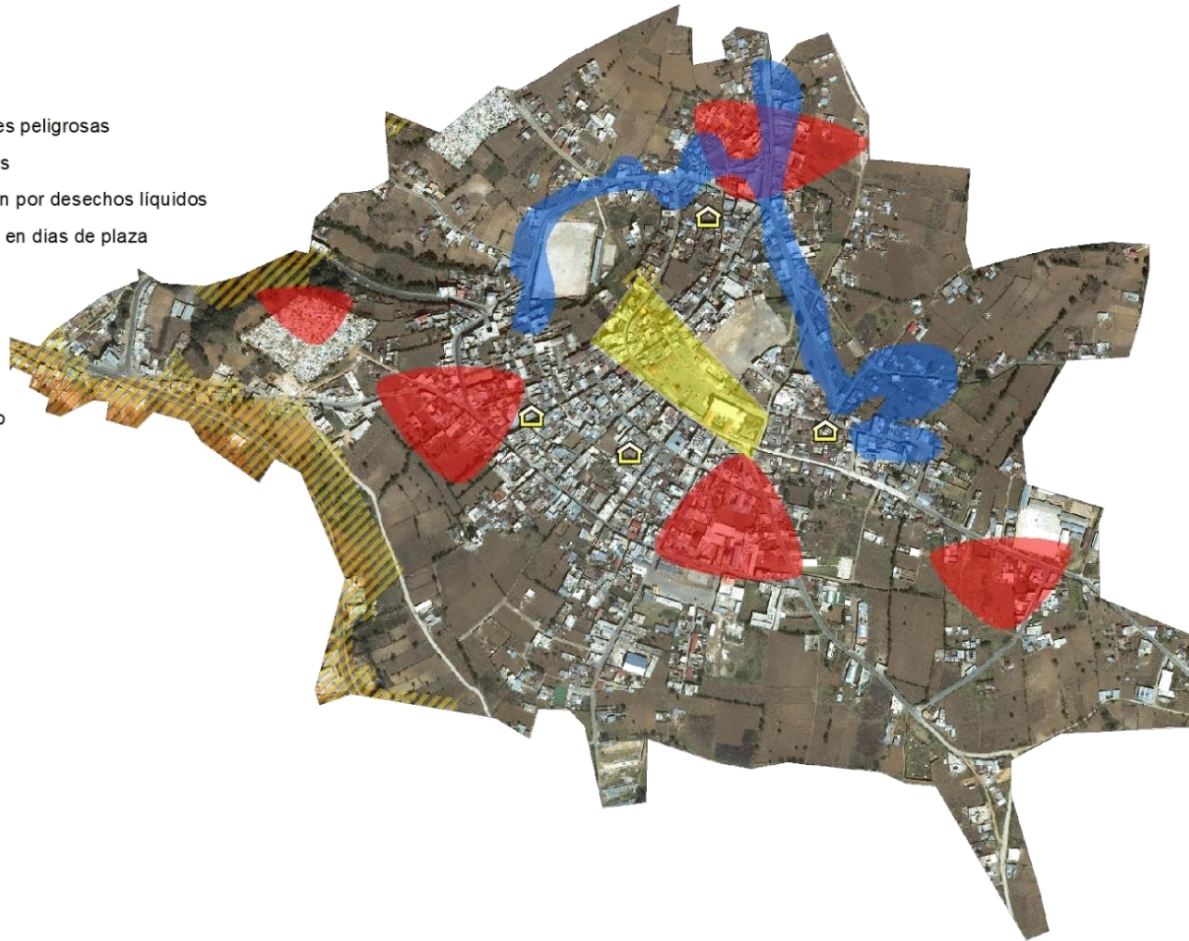 es peligrosas
s
n por desechos líquidos
en dias de plaza
o